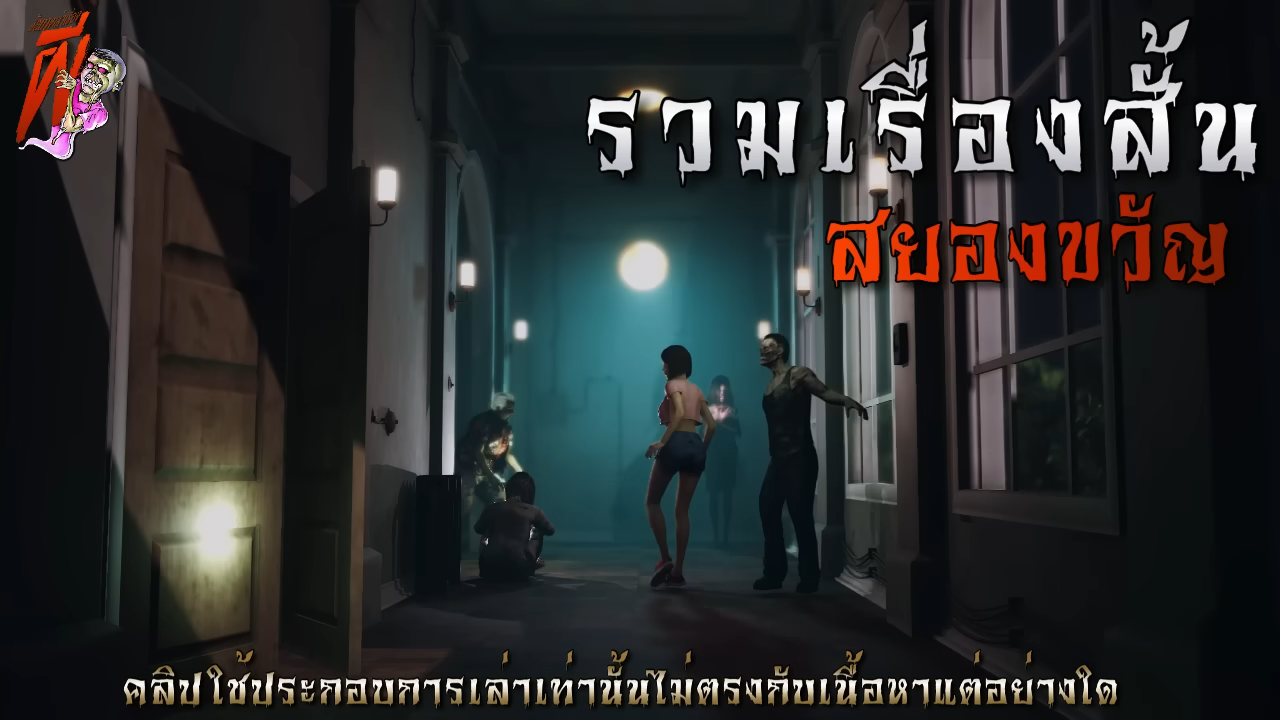 ผี
รวมเรื่องสั้น
สยองขวัญ
คลิปใช้ประกอบการเล่าเท่านั้นไม่ตรงกับเนื้อหาแต่อย่างใด